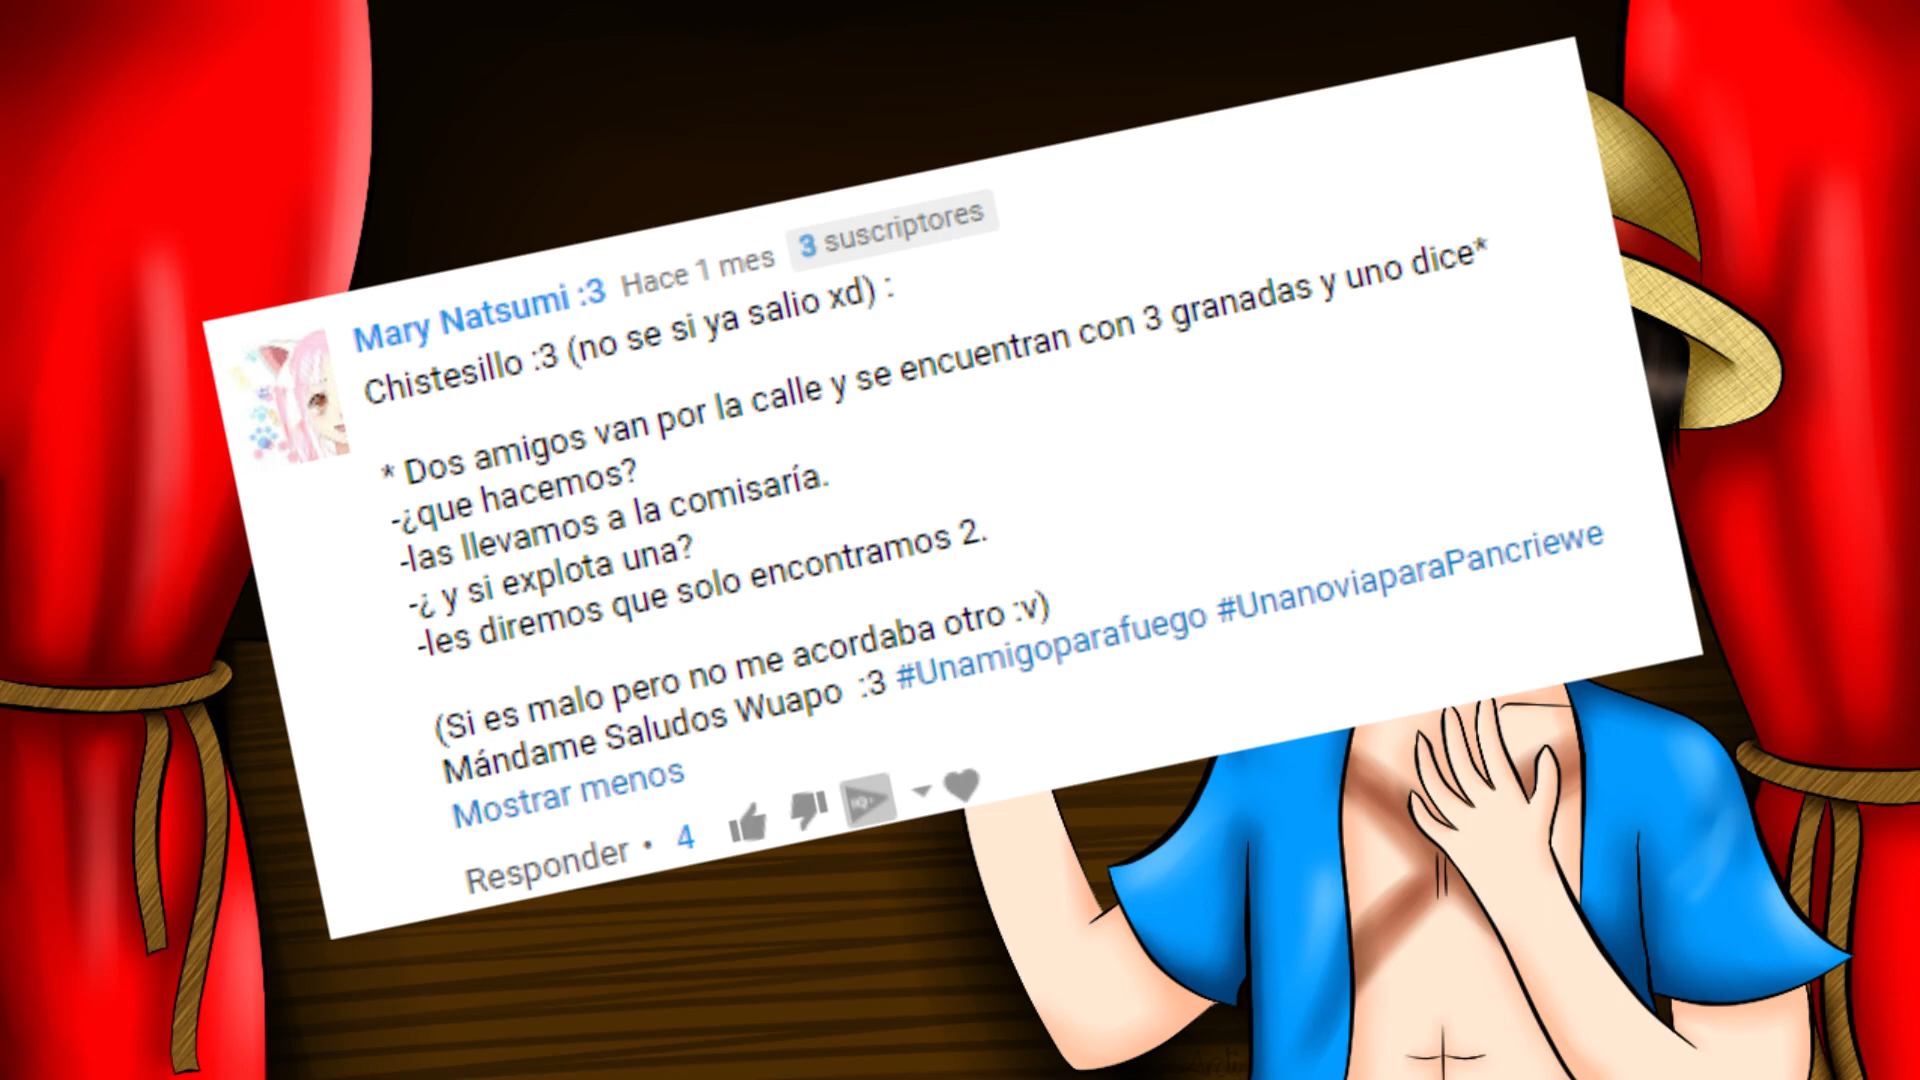 Mary Natsumi :3 Hace 1 mes 3 suscriptores
Chistesillo :3 (no se si ya salio xd) :
* Dos amigos van por la calle y se encuentran con 3 granadas y uno dice*
-¿que hacemos?
-las llevamos a la comisaría.
-¿ y si explota una?
-les diremos que solo encontramos 2.
(Si es malo pero no me acordaba otro :v)
Mándame Saludos Wuapo :3 #Unamigoparafuego #UnanoviaparaPancriewe
Mostrar menos
Responder • 4